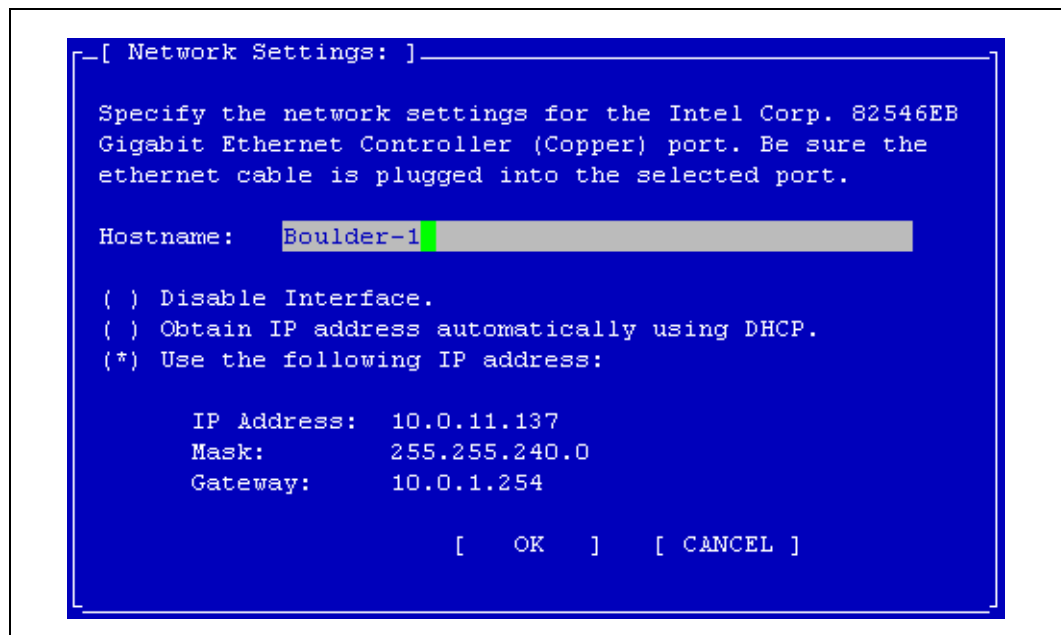 [ Network Settings: ]
Specify the network settings for the Intel Corp. 82546EB
Gigabit Ethernet Controller (Copper) port. Be sure the
ethernet cable is plugged into the selected port.
Hostname: Boulder-1
( ) Disable Interface.
( ) Obtain IP address automatically using DHCP.
(*) Use the following IP address:
IP Address: 10.0.11.137
Mask: 255.255.240.0
Gateway: 10.0.1.254
[ OK ] [ CANCEL ]